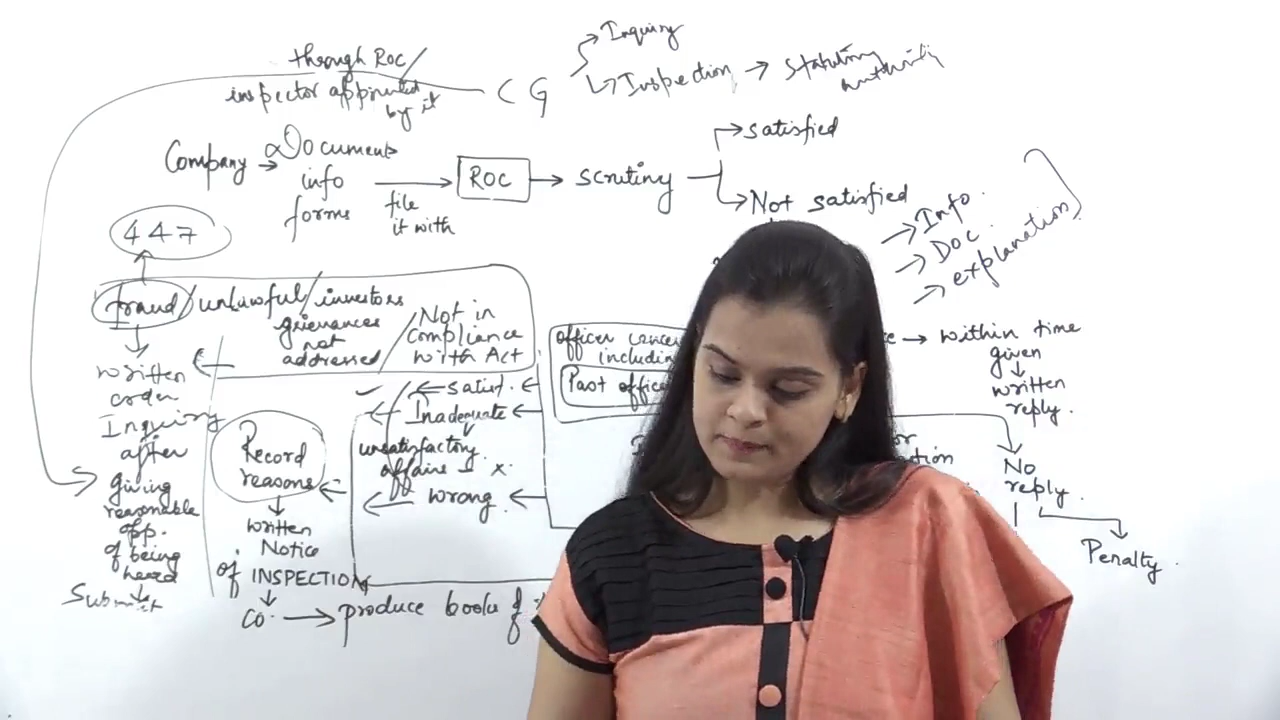 through ROC/
inspector appointed
by it
CG
Inquiry
Inspection → statutory
authority
Company → Document
info
forms
file
it with
ROC → scrutiny
satisfied
Not satisfied
→ Info.
→ Doc
→ explanation
447
fraud/unlawful/investors
grievances
not
addressed
/ Not in
compliance
with Act
written
order
Inquiry
after
giving
reasonable
opp.
of being
heard
Submit
Record
reasons
written
Notice
of INSPECTION
Co. → produce books of
✓ ← satisf. ←
Inadequate ←
unsatisfactory
affairs - x.
wrong ←
officer
including
Past office
→ within time
given
written
reply.
No
reply.
Penalty.